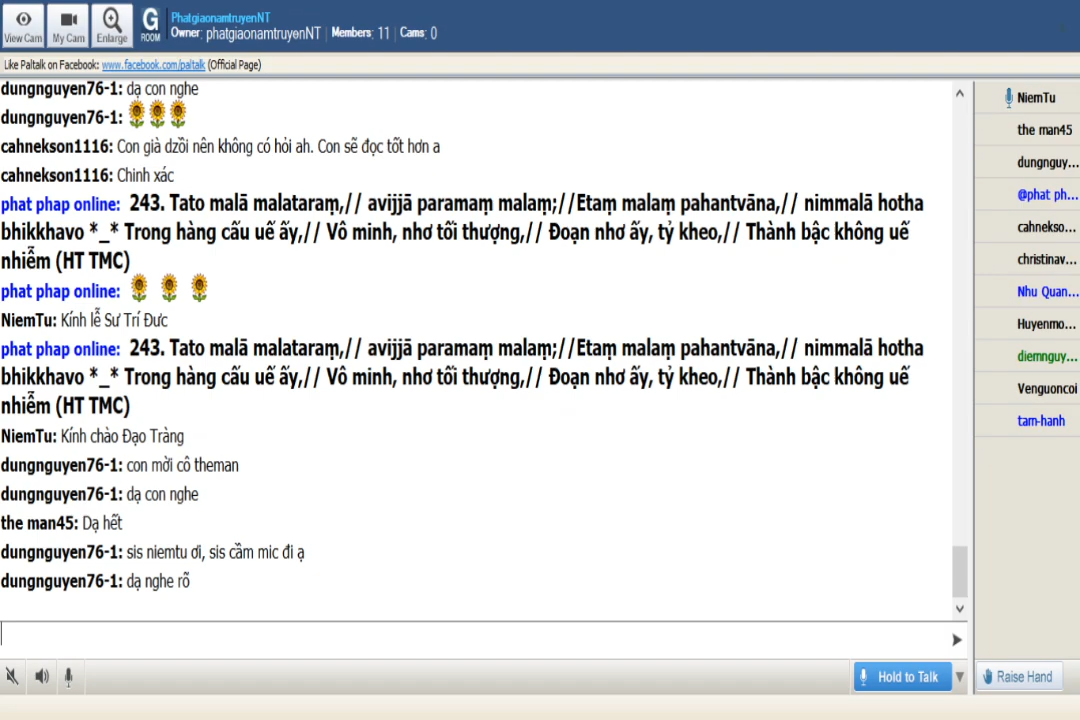 View Cam
My Cam
Enlarge
G
ROOM
PhatgiaonamtruyenNT
Owner: phatgiaonamtruyenNT Members: 11 Cams: 0
Like Paltalk on Facebook: www.facebook.com/paltalk (Official Page)
dungnguyen76-1: dạ con nghe
dungnguyen76-1:
cahnekson1116: Con già dzồi nên không có hỏi ah. Con sẽ đọc tốt hơn a
cahnekson1116: Chinh xác
phat phap online: 243. Tato malā malataraṃ,// avijjā paramaṃ malaṃ;//Etaṃ malaṃ pahantvāna,// nimmalā hotha
bhikkhavo *_* Trong hàng cấu uế ấy,// Vô minh, nhơ tối thượng,// Đoạn nhơ ấy, tỷ kheo,// Thành bậc không uế
nhiễm (HT TMC)
phat phap online:
NiemTu: Kính lễ Sư Trí Đưc
phat phap online: 243. Tato malā malataraṃ,// avijjā paramaṃ malaṃ;//Etaṃ malaṃ pahantvāna,// nimmalā hotha
bhikkhavo *_* Trong hàng cấu uế ấy,// Vô minh, nhơ tối thượng,// Đoạn nhơ ấy, tỷ kheo,// Thành bậc không uế
nhiễm (HT TMC)
NiemTu: Kính chào Đạo Tràng
dungnguyen76-1: con mời cô theman
dungnguyen76-1: dạ con nghe
the man45: Dạ hết
dungnguyen76-1: sis niemtu ơi, sis cầm mic đi ạ
dungnguyen76-1: dạ nghe rõ
NiemTu
the man45
dungnguy...
@phat ph...
cahnekso...
christinav...
Nhu Quan...
Huyenmo...
diemnguy...
Venguoncoi
tam-hanh
Hold to Talk
Raise Hand